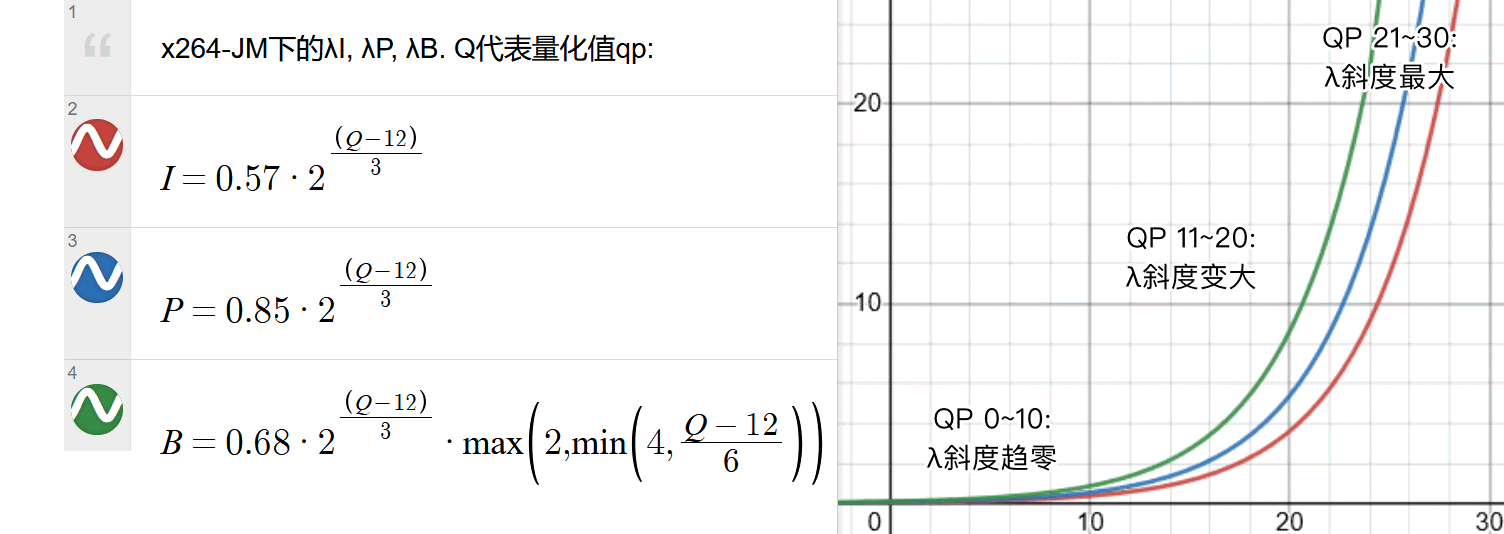 1
x264-JM下的λI, λP, λB. Q代表量化值qp:
2
I = 0.57 · 2^((Q−12)/3)
3
P = 0.85 · 2^((Q−12)/3)
4
B = 0.68 · 2^((Q−12)/3) · max(2,min(4,(Q−12)/6))
QP 21~30:
λ斜度最大
20
QP 11~20:
λ斜度变大
10
QP 0~10:
λ斜度趋零
0
10
20
30